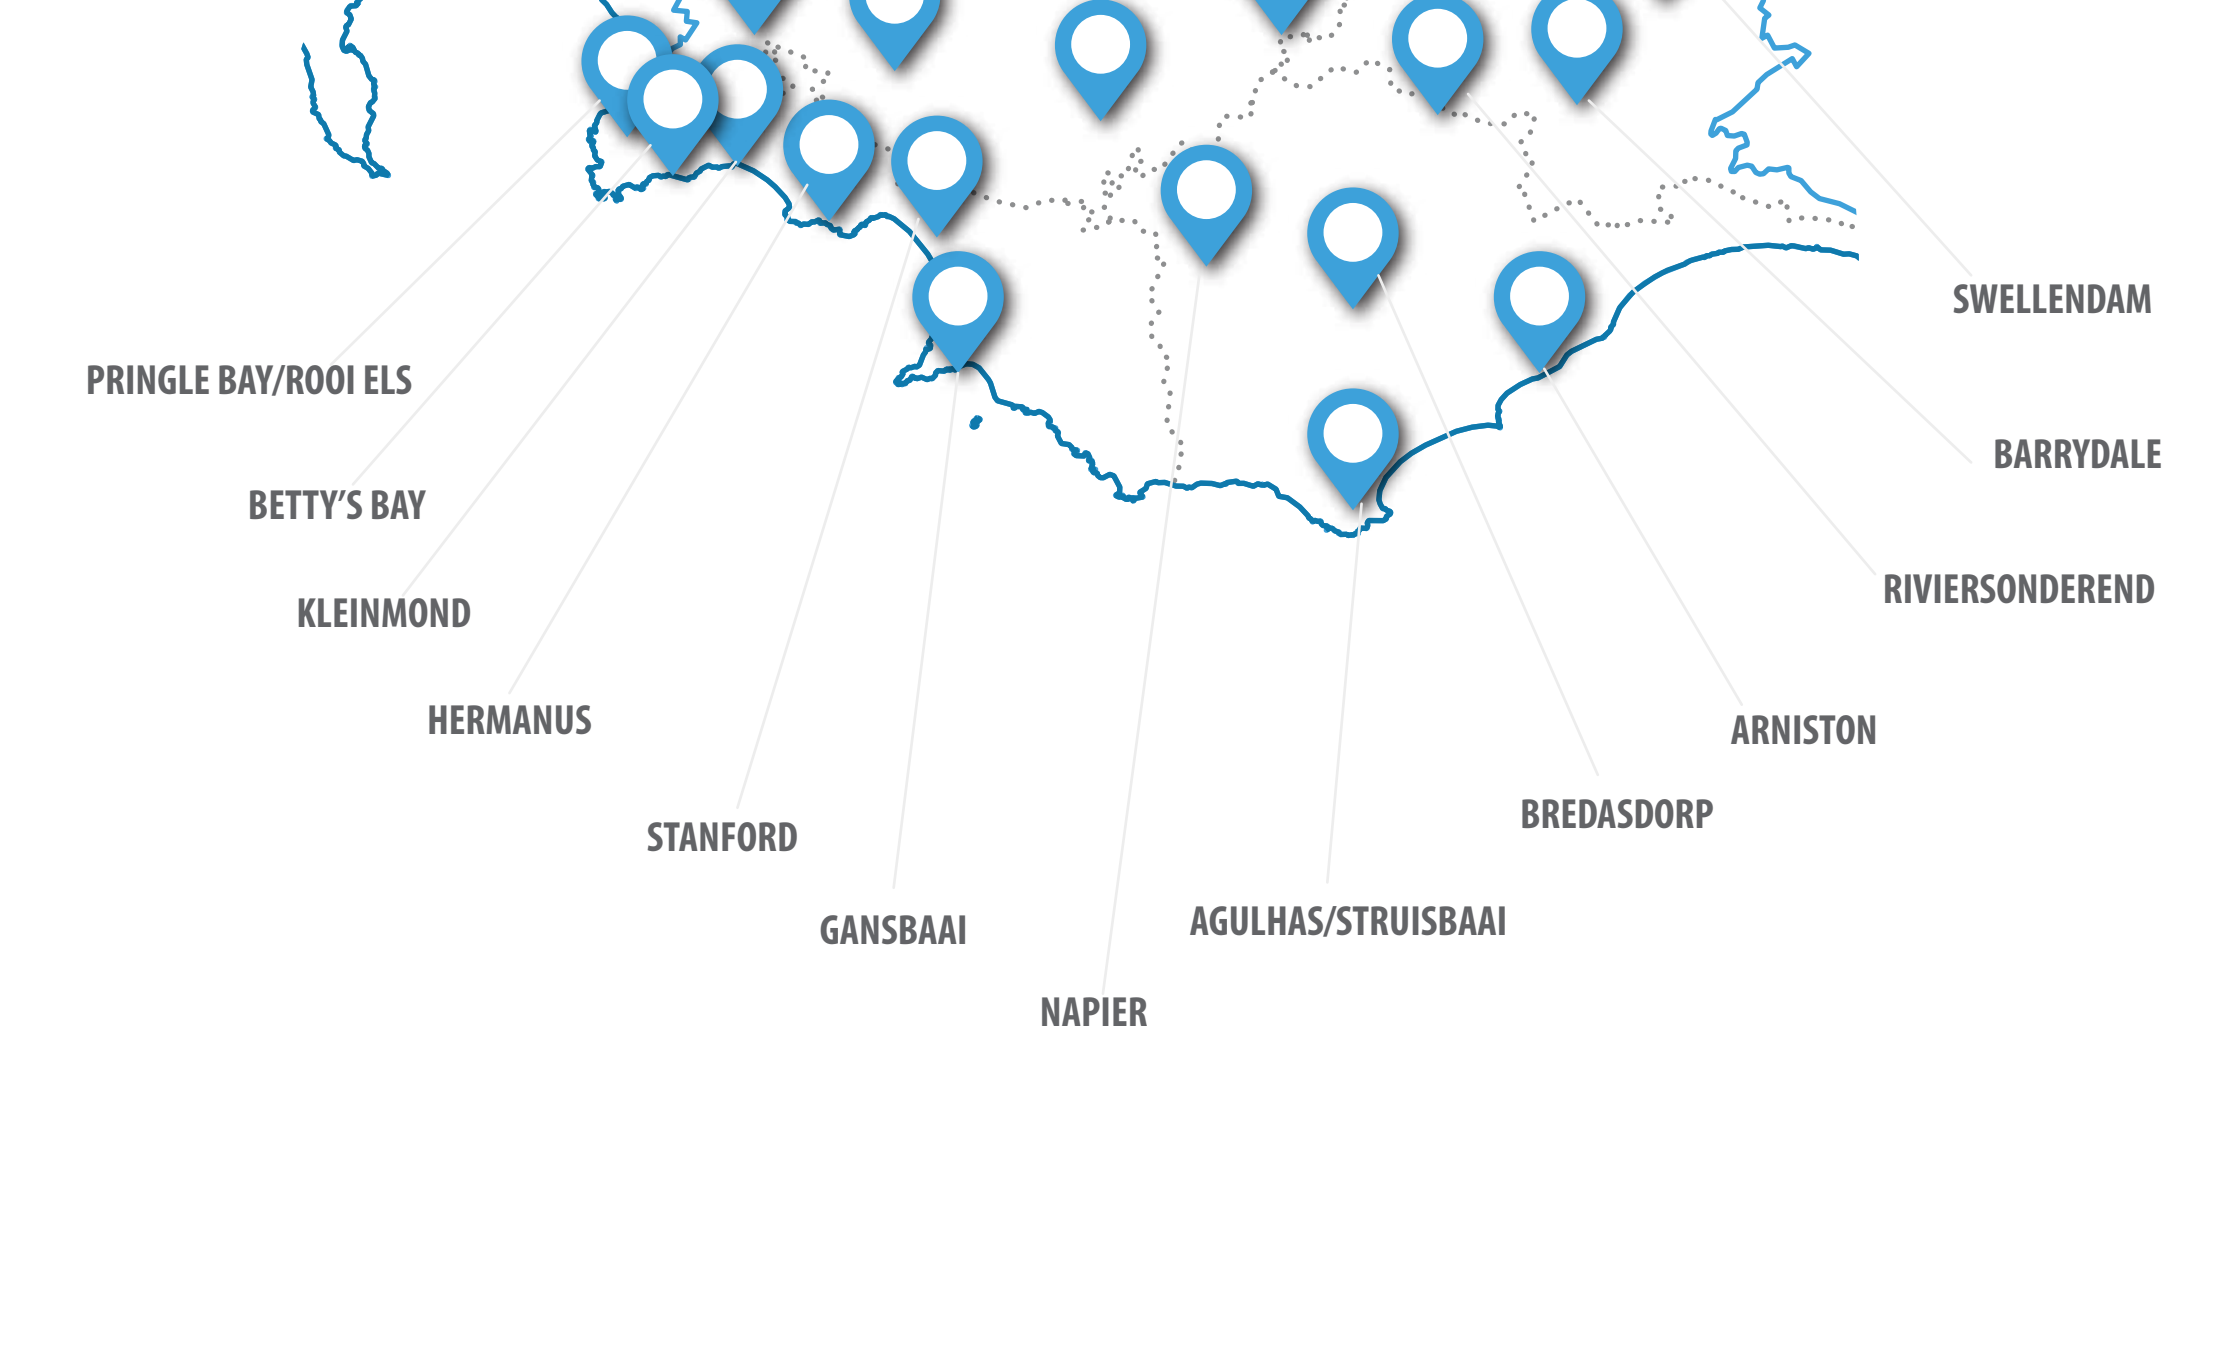 SWELLENDAM
PRINGLE BAY/ROOI ELS
BARRYDALE
BETTY’S BAY
RIVIERSONDEREND
KLEINMOND
HERMANUS
ARNISTON
BREDASDORP
STANFORD
AGULHAS/STRUISBAAI
GANSBAAI
NAPIER